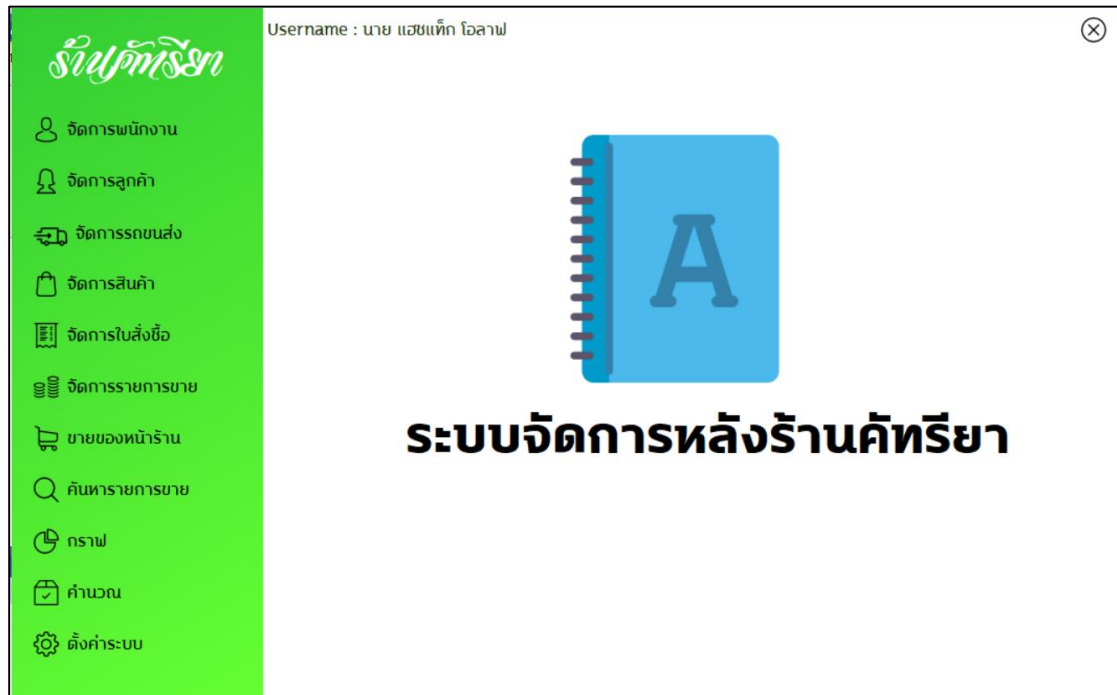 ร้านคัทรียา
Username : นาย แฮชแท็ก โอลาฟ
จัดการพนักงาน
จัดการลูกค้า
จัดการรถขนส่ง
จัดการสินค้า
จัดการใบสั่งซื้อ
จัดการรายการขาย
ขายของหน้าร้าน
ค้นหารายการขาย
กราฟ
คำนวณ
ตั้งค่าระบบ
A
ระบบจัดการหลังร้านคัทรียา